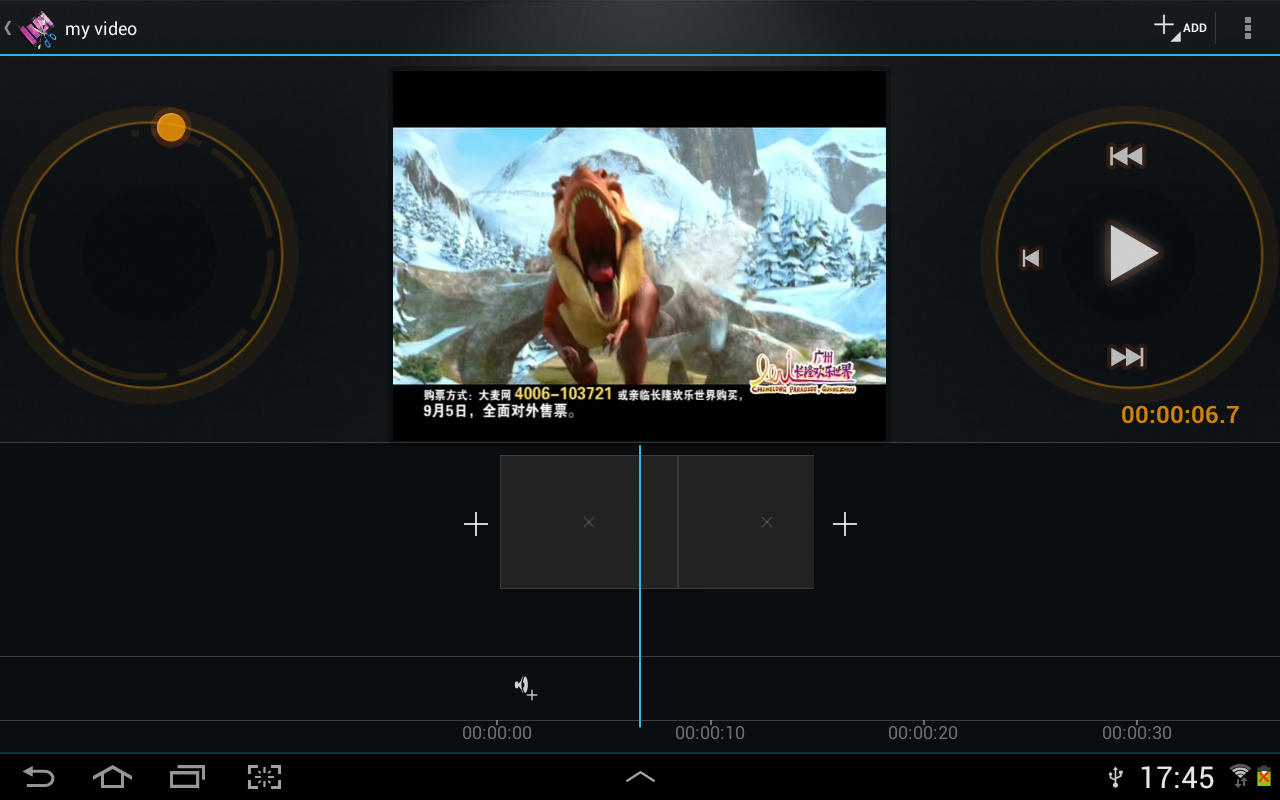 my video
ADD
广州
长隆欢乐世界
CHIMELONG PARADISE·GUANGZHOU
购票方式：大麦网 4006-103721 或亲临长隆欢乐世界购买，
9月5日，全面对外售票。
00:00:06.7
00:00:00
00:00:10
00:00:20
00:00:30
17:45